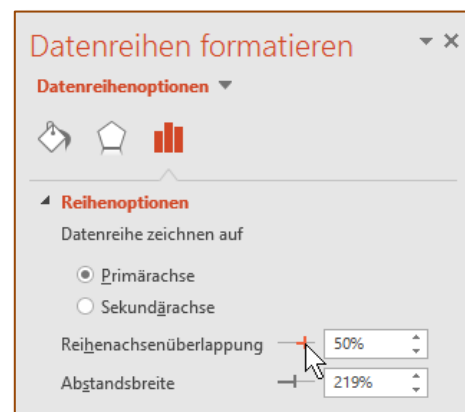 Datenreihen formatieren
Datenreihenoptionen
Reihenoptionen
Datenreihe zeichnen auf
Primärachse
Sekundärachse
Reihenachsenüberlappung 50%
Abstandsbreite 219%